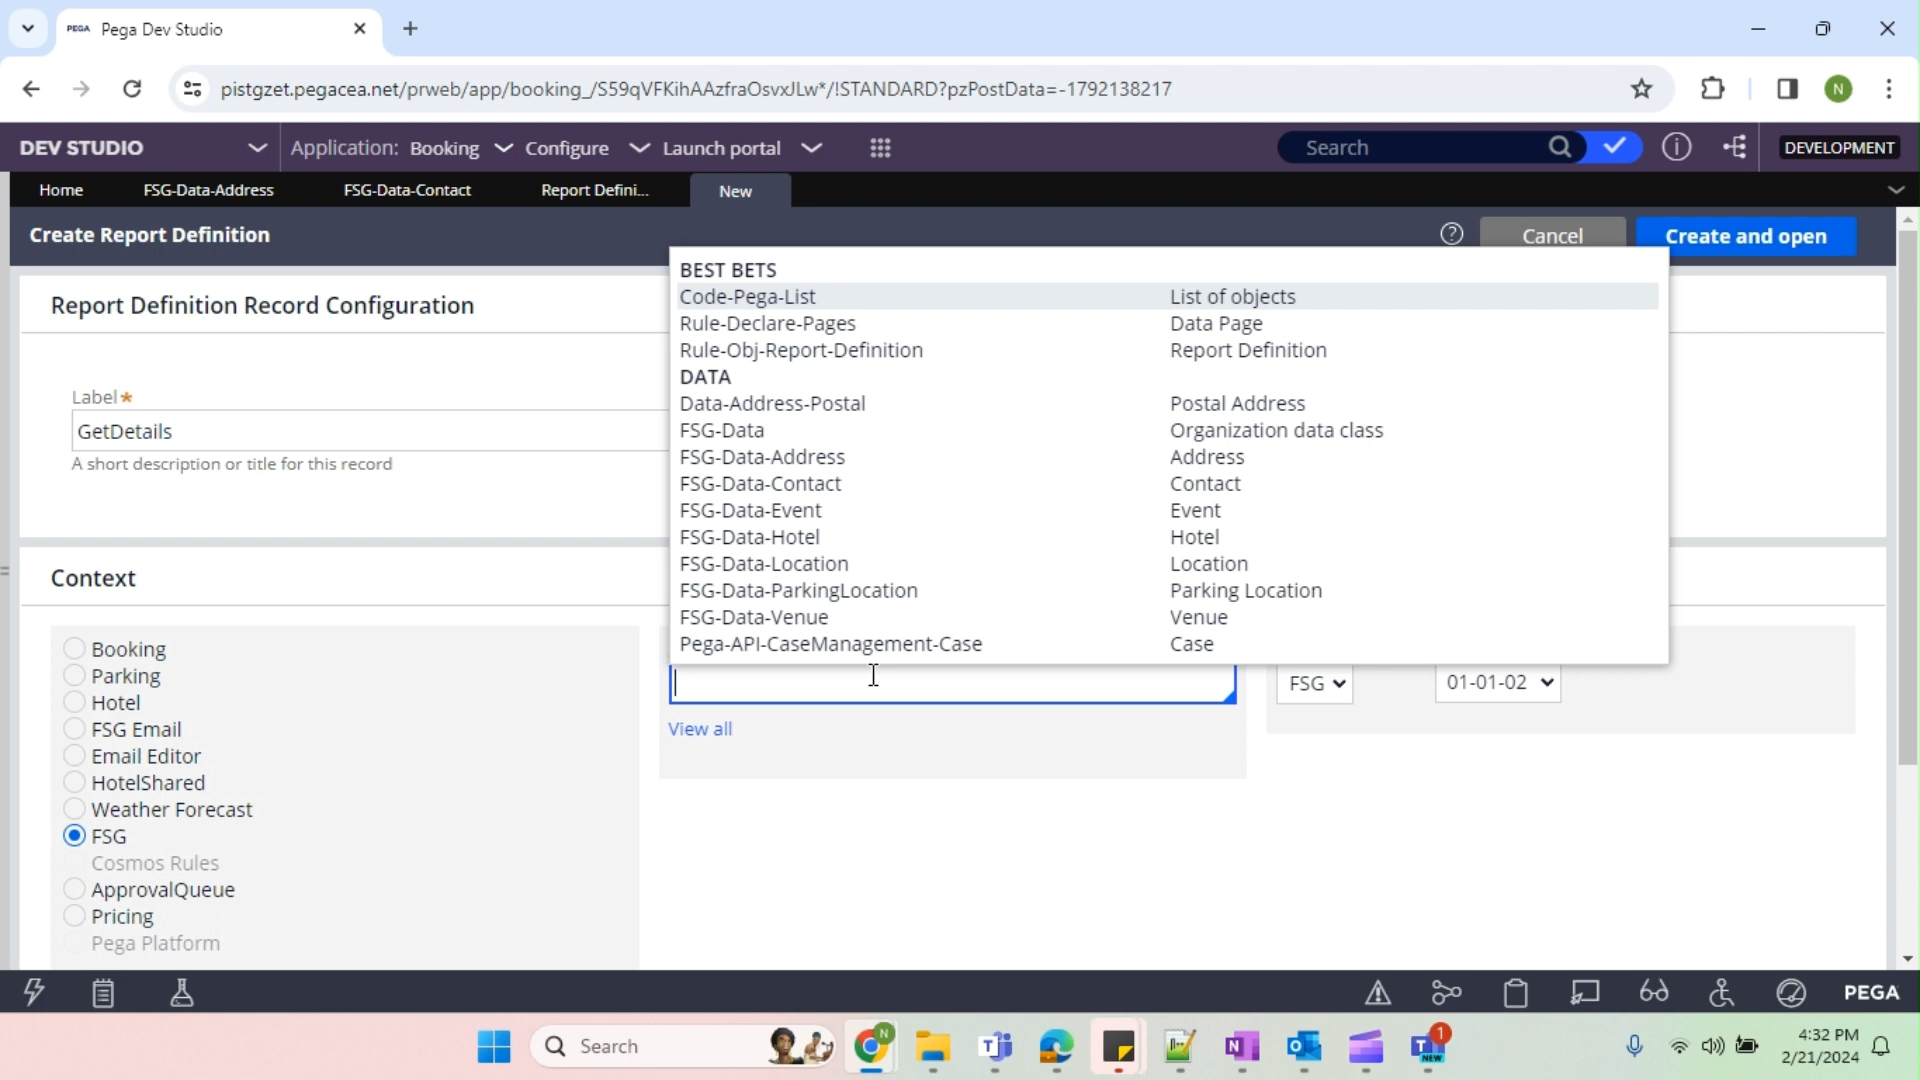 PEGA Pega Dev Studio
pistgzet.pegacea.net/prweb/app/booking_/S59qVFKihAAzfraOsvxJLw*/!STANDARD?pzPostData=-1792138217
N
DEV STUDIO Application: Booking Configure Launch portal Search DEVELOPMENT
Home FSG-Data-Address FSG-Data-Contact Report Defini... New
Create Report Definition Cancel Create and open
Report Definition Record Configuration
Label*
GetDetails
A short description or title for this record
BEST BETS
Code-Pega-List List of objects
Rule-Declare-Pages Data Page
Rule-Obj-Report-Definition Report Definition
DATA
Data-Address-Postal Postal Address
FSG-Data Organization data class
FSG-Data-Address Address
FSG-Data-Contact Contact
FSG-Data-Event Event
FSG-Data-Hotel Hotel
FSG-Data-Location Location
FSG-Data-ParkingLocation Parking Location
FSG-Data-Venue Venue
Pega-API-CaseManagement-Case Case
Context
Booking
Parking
Hotel
FSG Email
Email Editor
HotelShared
Weather Forecast
FSG
Cosmos Rules
ApprovalQueue
Pricing
Pega Platform
View all
FSG 01-01-02
PEGA
Search
4:32 PM
2/21/2024
1
NEW